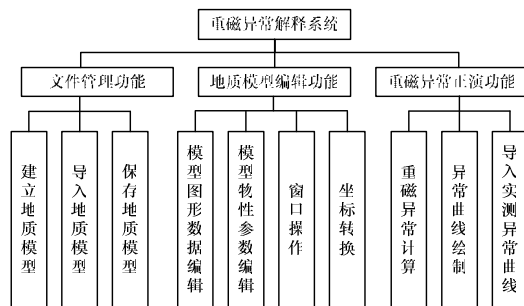 重磁异常解释系统
文件管理功能
地质模型编辑功能
重磁异常正演功能
建立地质模型
导入地质模型
保存地质模型
模型图形数据编辑
模型物性参数编辑
窗口操作
坐标转换
重磁异常计算
异常曲线绘制
导入实测异常曲线